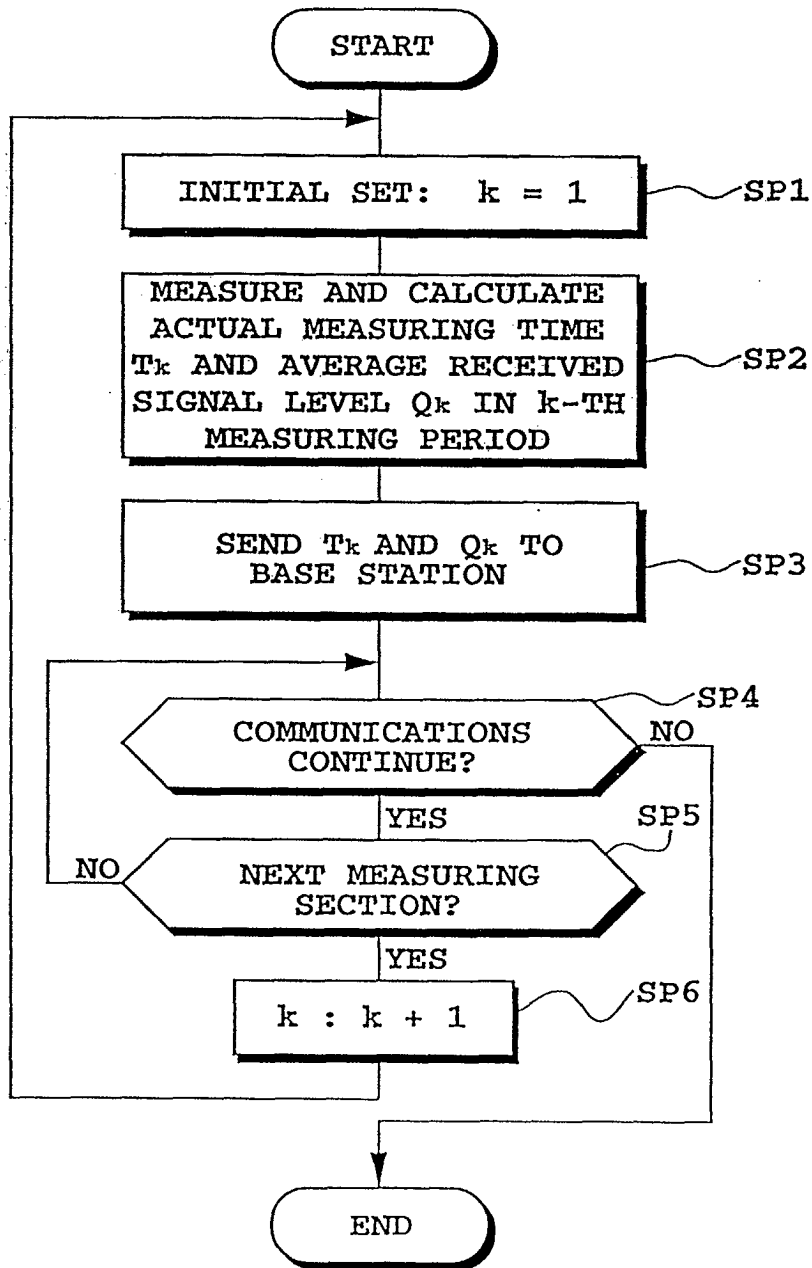 START
INITIAL SET: k = 1
SP1
MEASURE AND CALCULATE
ACTUAL MEASURING TIME
Tk AND AVERAGE RECEIVED
SIGNAL LEVEL Qk IN k-TH
MEASURING PERIOD
SP2
SEND Tk AND Qk TO
BASE STATION
SP3
SP4
COMMUNICATIONS
CONTINUE?
NO
YES
SP5
NO
NEXT MEASURING
SECTION?
YES
SP6
k : k + 1
END